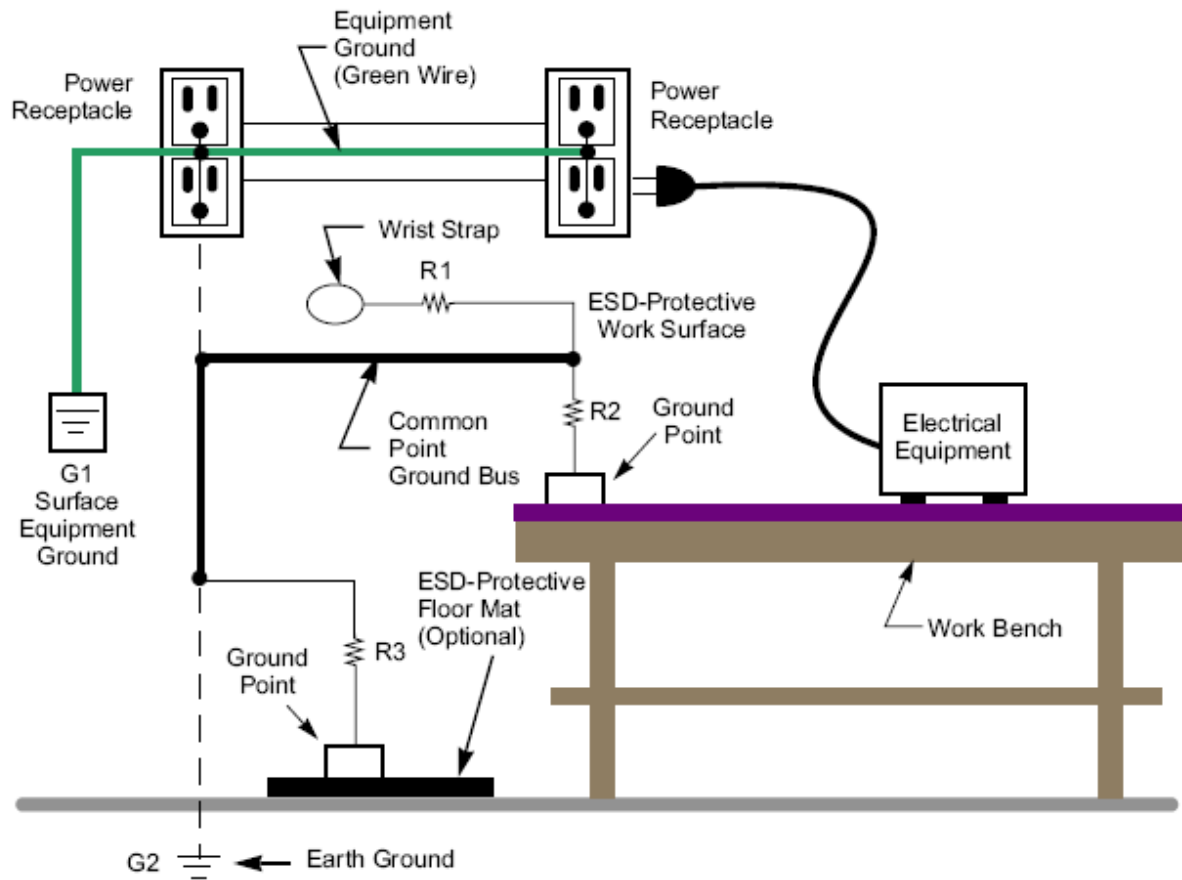 Equipment
Ground
(Green Wire)
Power
Receptacle
Power
Receptacle
Wrist Strap
R1
ESD-Protective
Work Surface
R2
Ground
Point
Electrical
Equipment
Common
Point
Ground Bus
G1
Surface
Equipment
Ground
ESD-Protective
Floor Mat
(Optional)
Work Bench
R3
Ground
Point
G2
Earth Ground